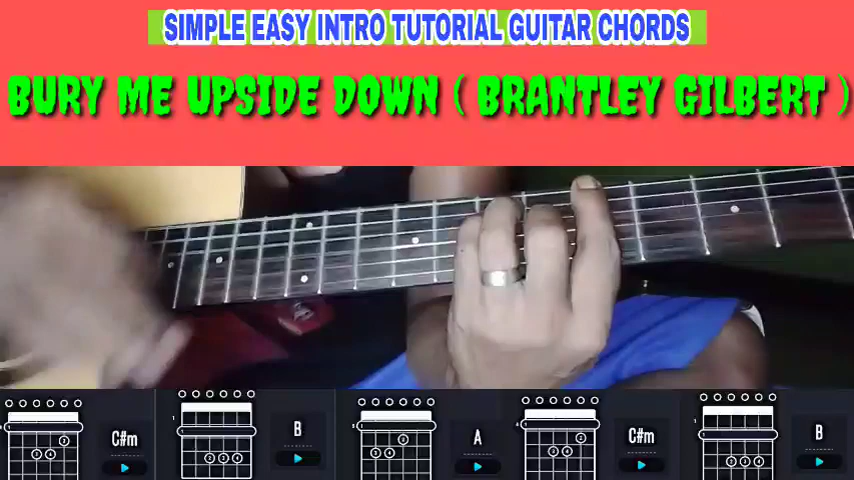 SIMPLE EASY INTRO TUTORIAL GUITAR CHORDS
BURY ME UPSIDE DOWN ( BRANTLEY GILBERT )
C#m
B
A
C#m
B